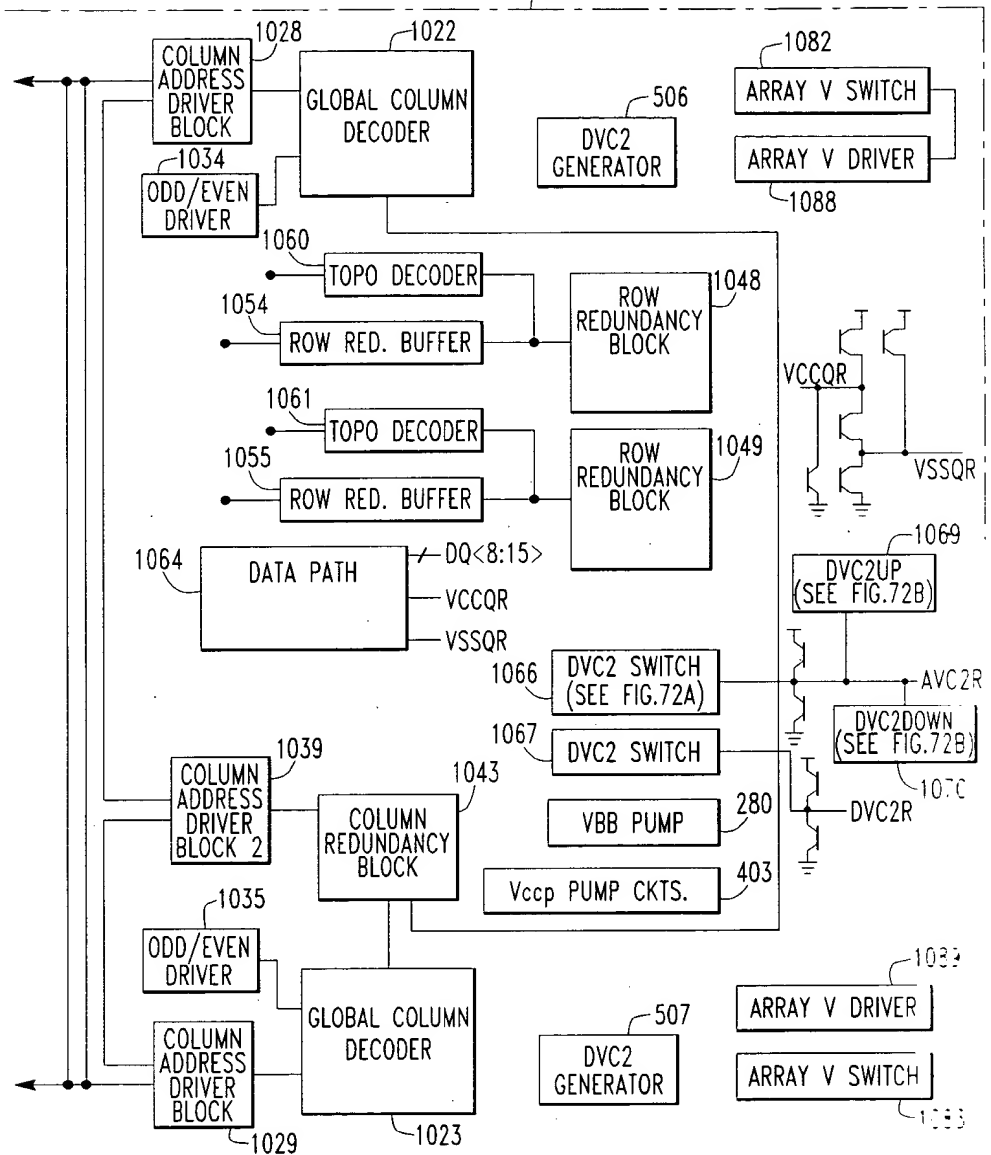 1028
COLUMN
ADDRESS
DRIVER
BLOCK
1022
GLOBAL COLUMN
DECODER
1034
ODD/EVEN
DRIVER
506
DVC2
GENERATOR
1082
ARRAY V SWITCH
ARRAY V DRIVER
1088
1060
TOPO DECODER
1054
ROW RED. BUFFER
1048
ROW
REDUNDANCY
BLOCK
1061
TOPO DECODER
1055
ROW RED. BUFFER
1049
ROW
REDUNDANCY
BLOCK
VCCQR
VSSQR
1064
DATA PATH
DQ<8:15>
VCCQR
VSSQR
1069
DVC2UP
(SEE FIG.72B)
1066
DVC2 SWITCH
(SEE FIG.72A)
AVC2R
DVC2DOWN
(SEE FIG.72B)
1067
DVC2 SWITCH
DVC2R
1039
COLUMN
ADDRESS
DRIVER
BLOCK 2
1043
COLUMN
REDUNDANCY
BLOCK
VBB PUMP
280
Vccp PUMP CKTS.
403
1035
ODD/EVEN
DRIVER
GLOBAL COLUMN
DECODER
1023
COLUMN
ADDRESS
DRIVER
BLOCK
1029
507
DVC2
GENERATOR
ARRAY V DRIVER
ARRAY V SWITCH